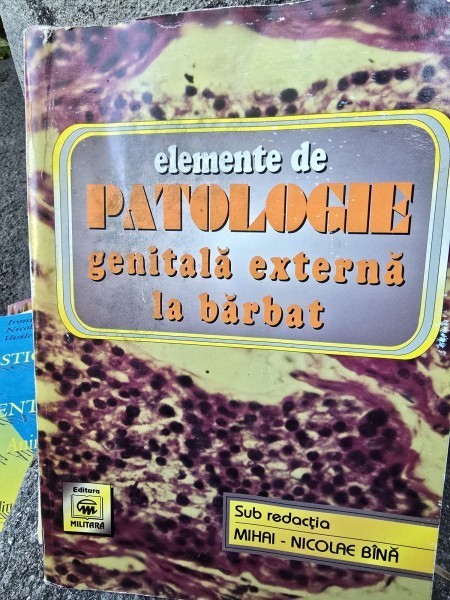 elemente de
PATOLOGIE
genitală externă
la bărbat
Editura
MILITARĂ
Sub redacția
MIHAI - NICOLAE BÎNĂ